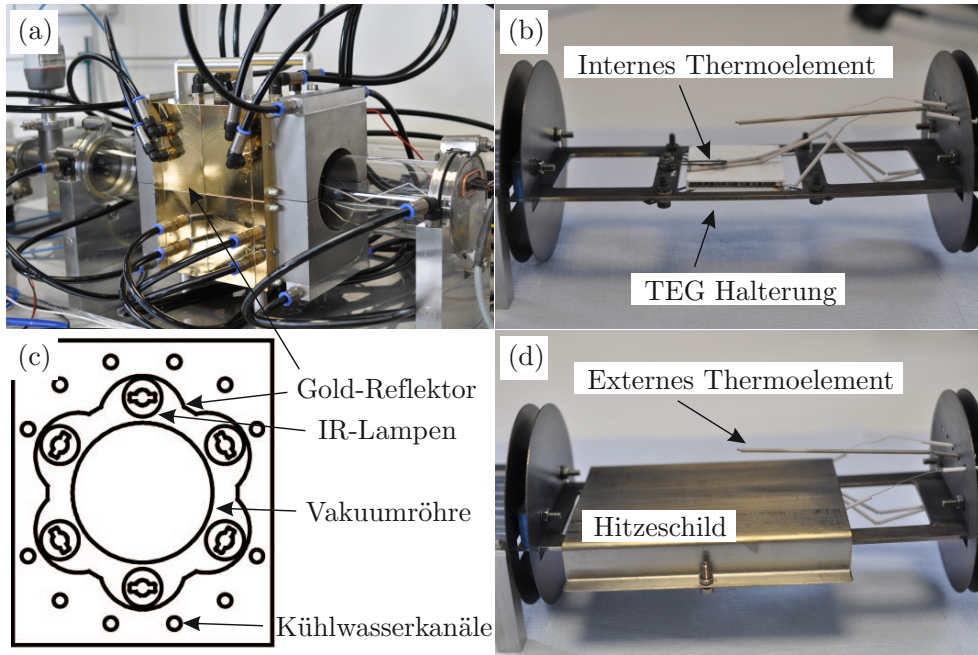 (a)
(b)
Internes Thermoelement
TEG Halterung
(c)
Gold-Reflektor
IR-Lampen
Vakuumröhre
Kühlwasserkanäle
(d)
Externes Thermoelement
Hitzeschild